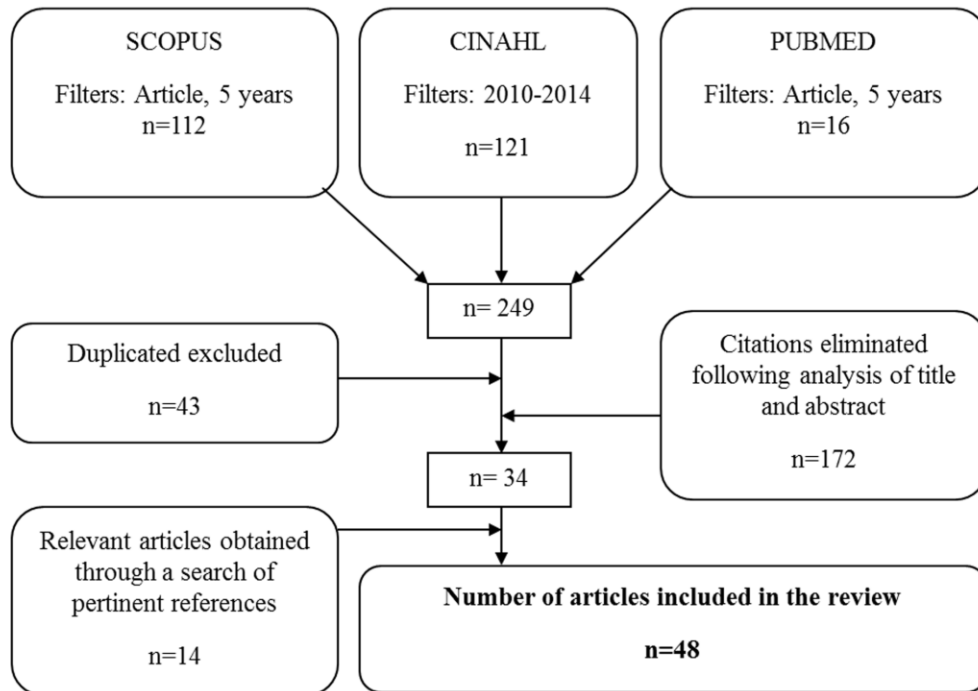 SCOPUS
Filters: Article, 5 years
n=112
CINAHL
Filters: 2010-2014
n=121
PUBMED
Filters: Article, 5 years
n=16
n= 249
Duplicated excluded
n=43
Citations eliminated
following analysis of title
and abstract
n=172
n= 34
Relevant articles obtained
through a search of
pertinent references
n=14
Number of articles included in the review
n=48